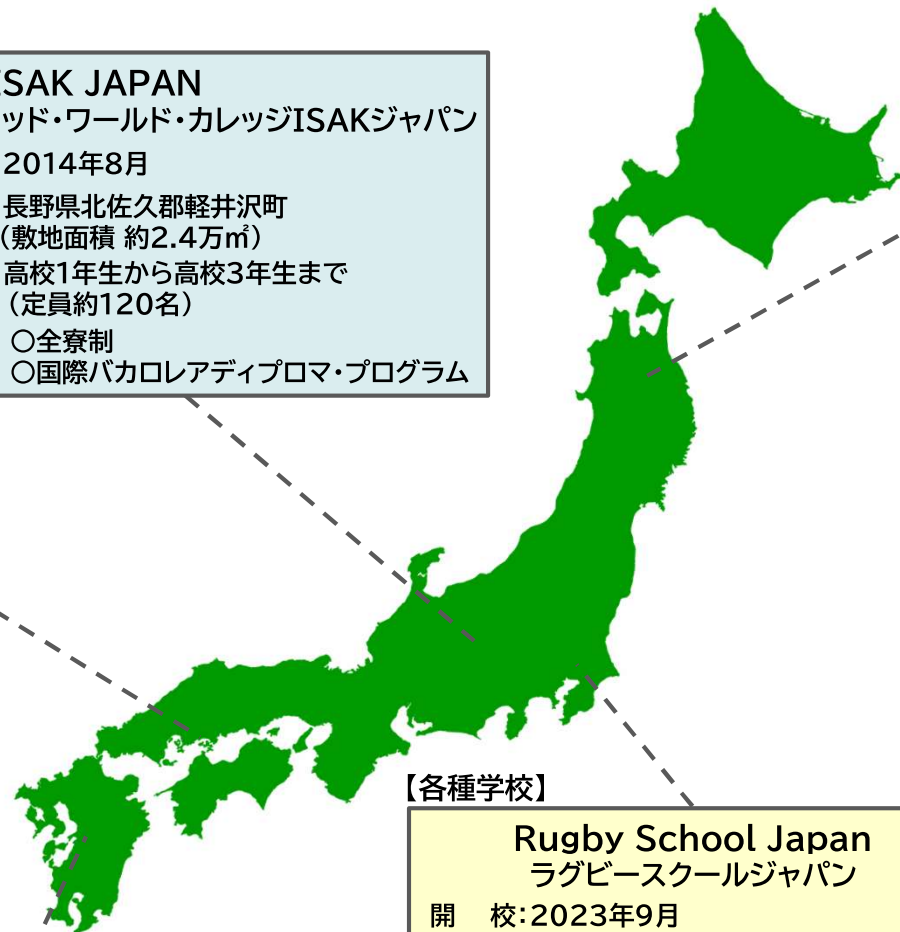 ISAK JAPAN
ッド・ワールド・カレッジISAKジャパン
2014年8月
長野県北佐久郡軽井沢町
（敷地面積 約2.4万㎡）
高校1年生から高校3年生まで
（定員約120名）
○全寮制
○国際バカロレアディプロマ・プログラム
【各種学校】
Rugby School Japan
ラグビースクールジャパン
開　校：2023年9月